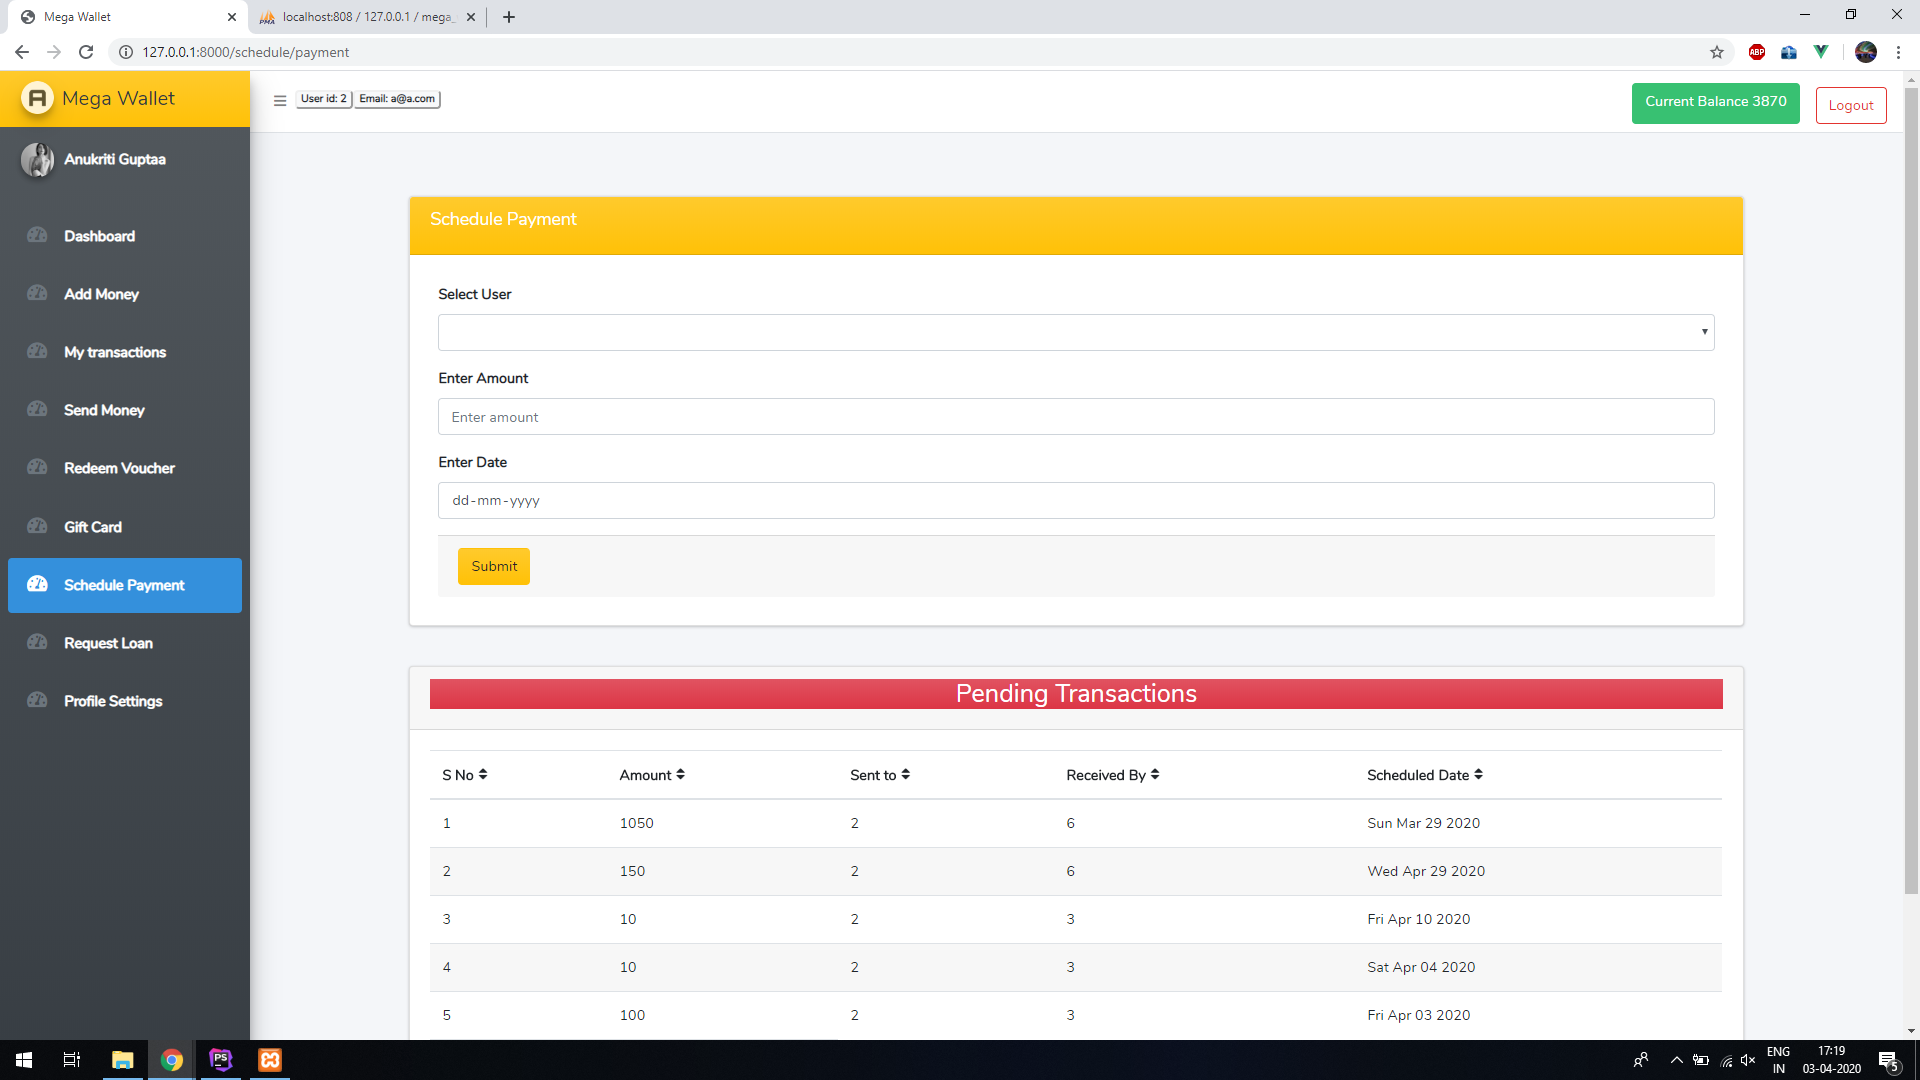 Mega Wallet
localhost:808 / 127.0.0.1 / mega_
127.0.0.1:8000/schedule/payment
ABP
A Mega Wallet
User id: 2 Email: a@a.com
Current Balance 3870
Logout
Anukriti Guptaa
Dashboard
Add Money
My transactions
Send Money
Redeem Voucher
Gift Card
Schedule Payment
Request Loan
Profile Settings
Schedule Payment
Select User
Enter Amount
Enter amount
Enter Date
dd-mm-yyyy
Submit
Pending Transactions
S No Amount Sent to Received By Scheduled Date
1 1050 2 6 Sun Mar 29 2020
2 150 2 6 Wed Apr 29 2020
3 10 2 3 Fri Apr 10 2020
4 10 2 3 Sat Apr 04 2020
5 100 2 3 Fri Apr 03 2020
PS
ENG
IN
17:19
03-04-2020
5